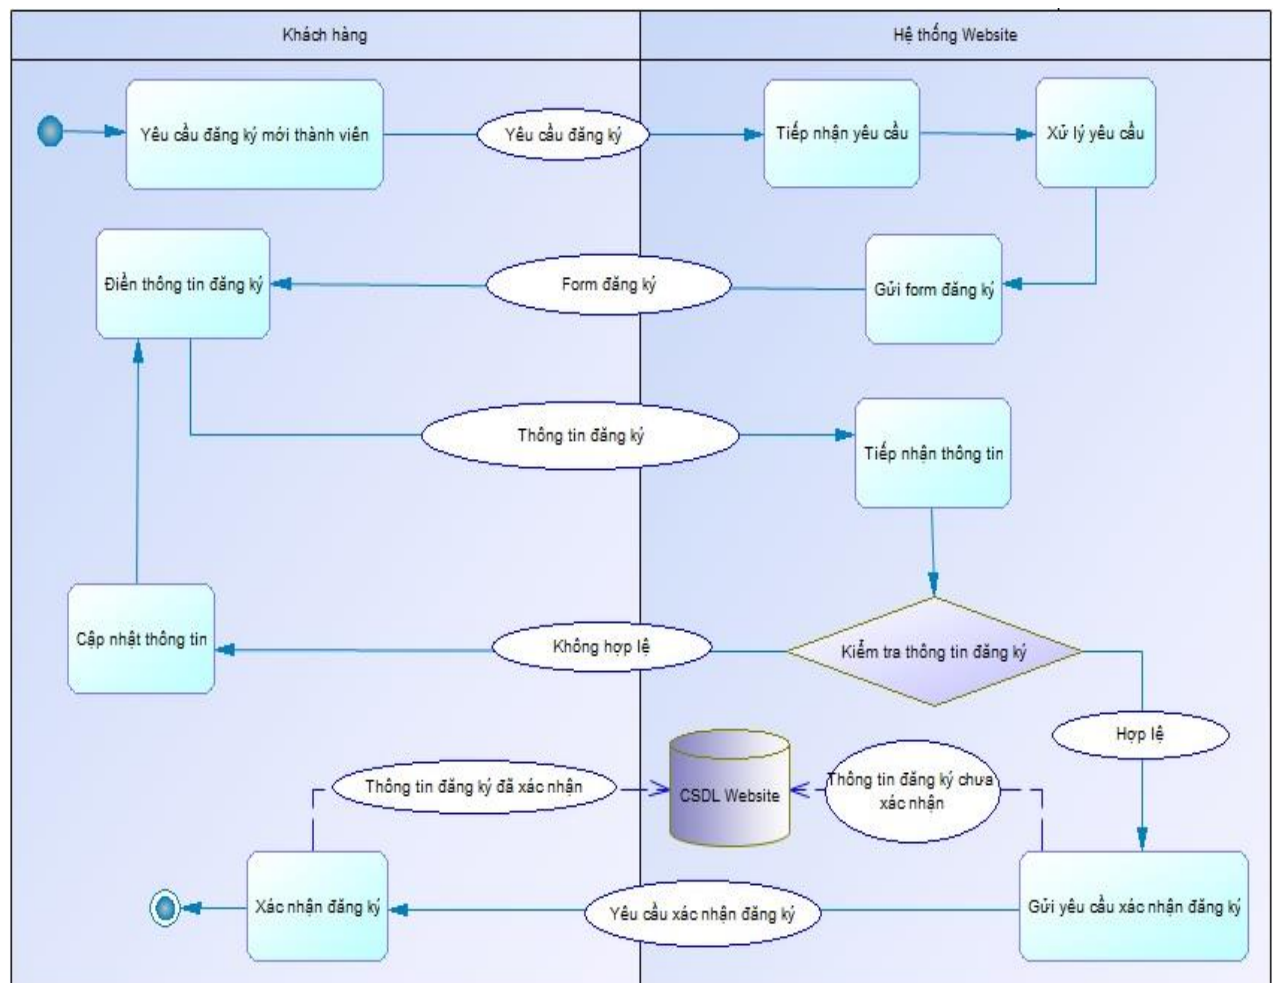 Khách hàng
Hệ thống Website
Yêu cầu đăng ký mới thành viên
Yêu cầu đăng ký
Tiếp nhận yêu cầu
Xử lý yêu cầu
Điền thông tin đăng ký
Form đăng ký
Gửi form đăng ký
Thông tin đăng ký
Tiếp nhận thông tin
Cập nhật thông tin
Không hợp lệ
Kiểm tra thông tin đăng ký
Hợp lệ
Thông tin đăng ký đã xác nhận
CSDL Website
Thông tin đăng ký chưa
xác nhận
Xác nhận đăng ký
Yêu cầu xác nhận đăng ký
Gửi yêu cầu xác nhận đăng ký